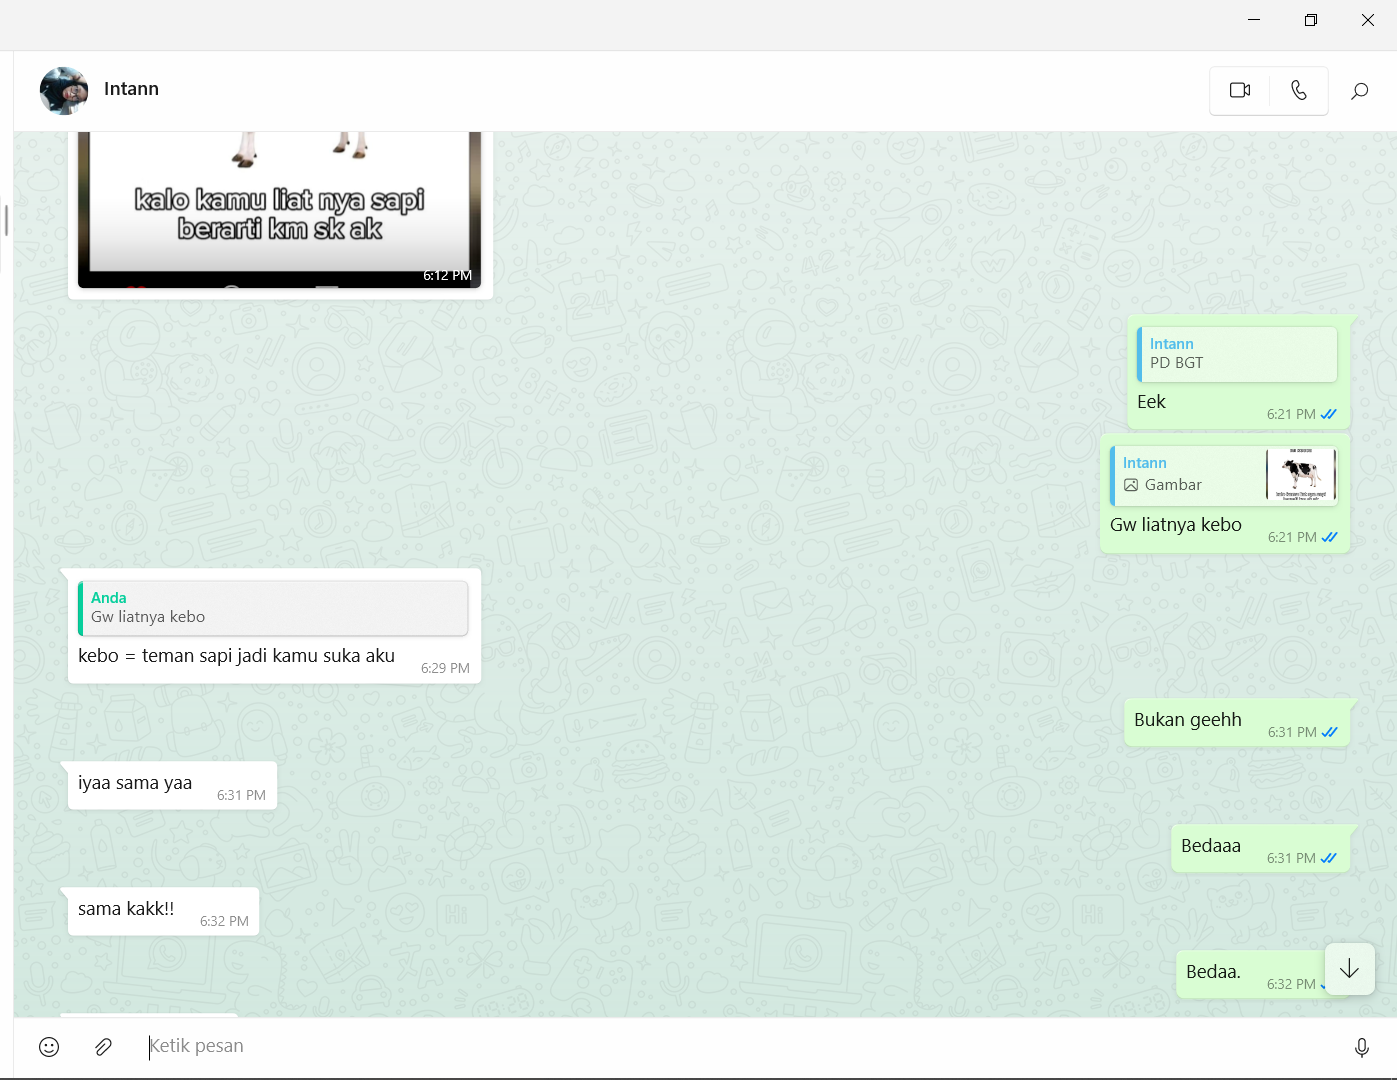 Intann
kalo kamu liat nya sapi
berarti km sk ak
6:12 PM
Intann
PD BGT
Eek
6:21 PM
Intann
Gambar
Gw liatnya kebo
6:21 PM
Anda
Gw liatnya kebo
kebo = teman sapi jadi kamu suka aku
6:29 PM
Bukan geehh
6:31 PM
iyaa sama yaa
6:31 PM
Bedaaa
6:31 PM
sama kakk!!
6:32 PM
Bedaa.
6:32 PM
Ketik pesan